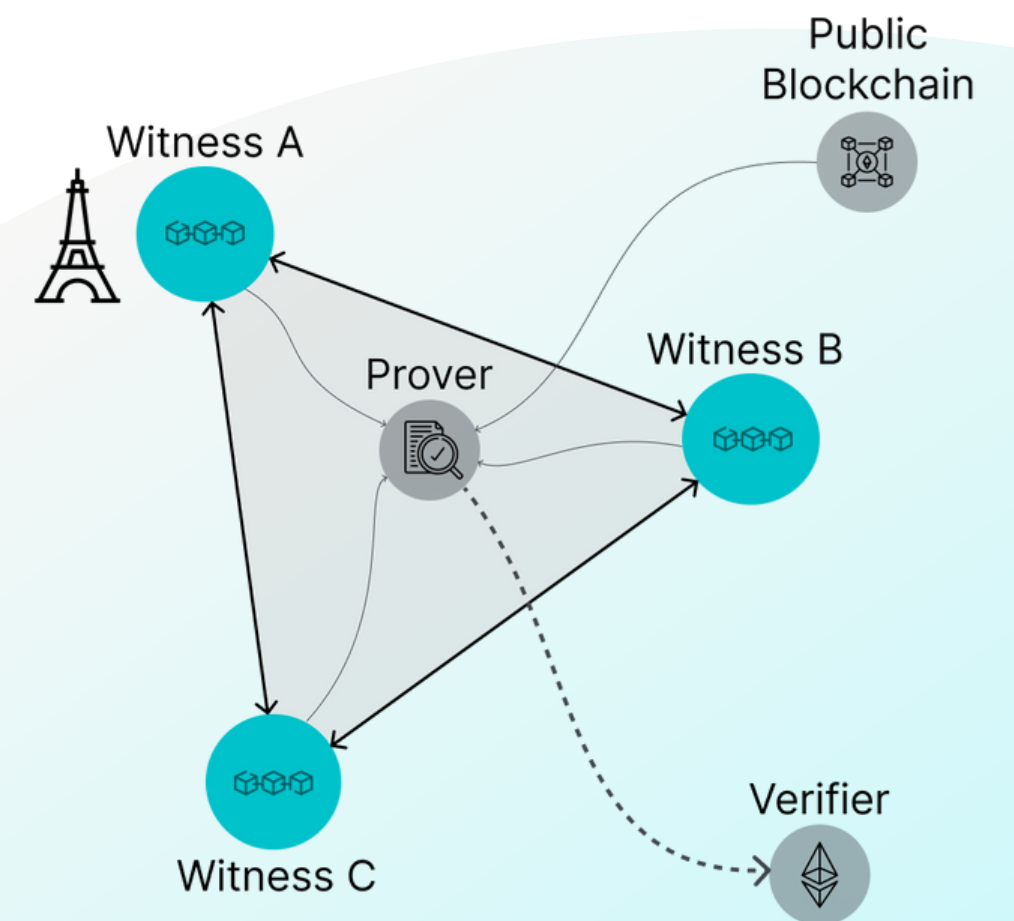 Public
Blockchain
Witness A
Witness B
Prover
Verifier
Witness C